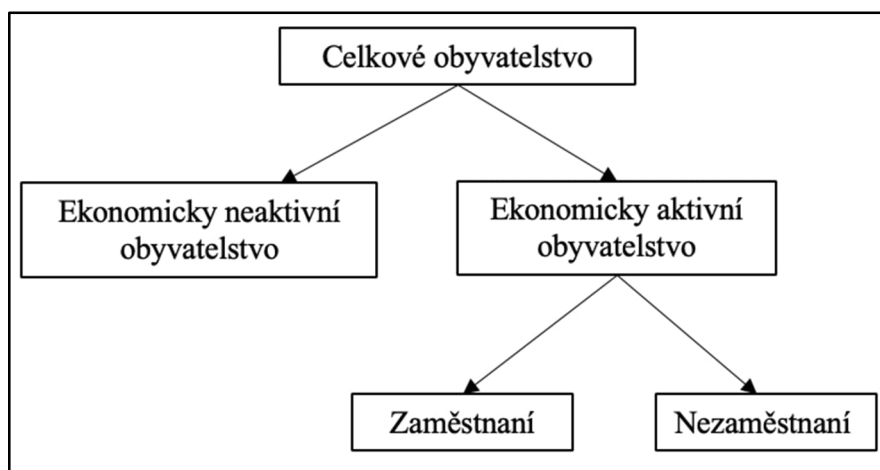 Celkové obyvatelstvo
Ekonomicky neaktivní
obyvatelstvo
Ekonomicky aktivní
obyvatelstvo
Zaměstnaní
Nezaměstnaní